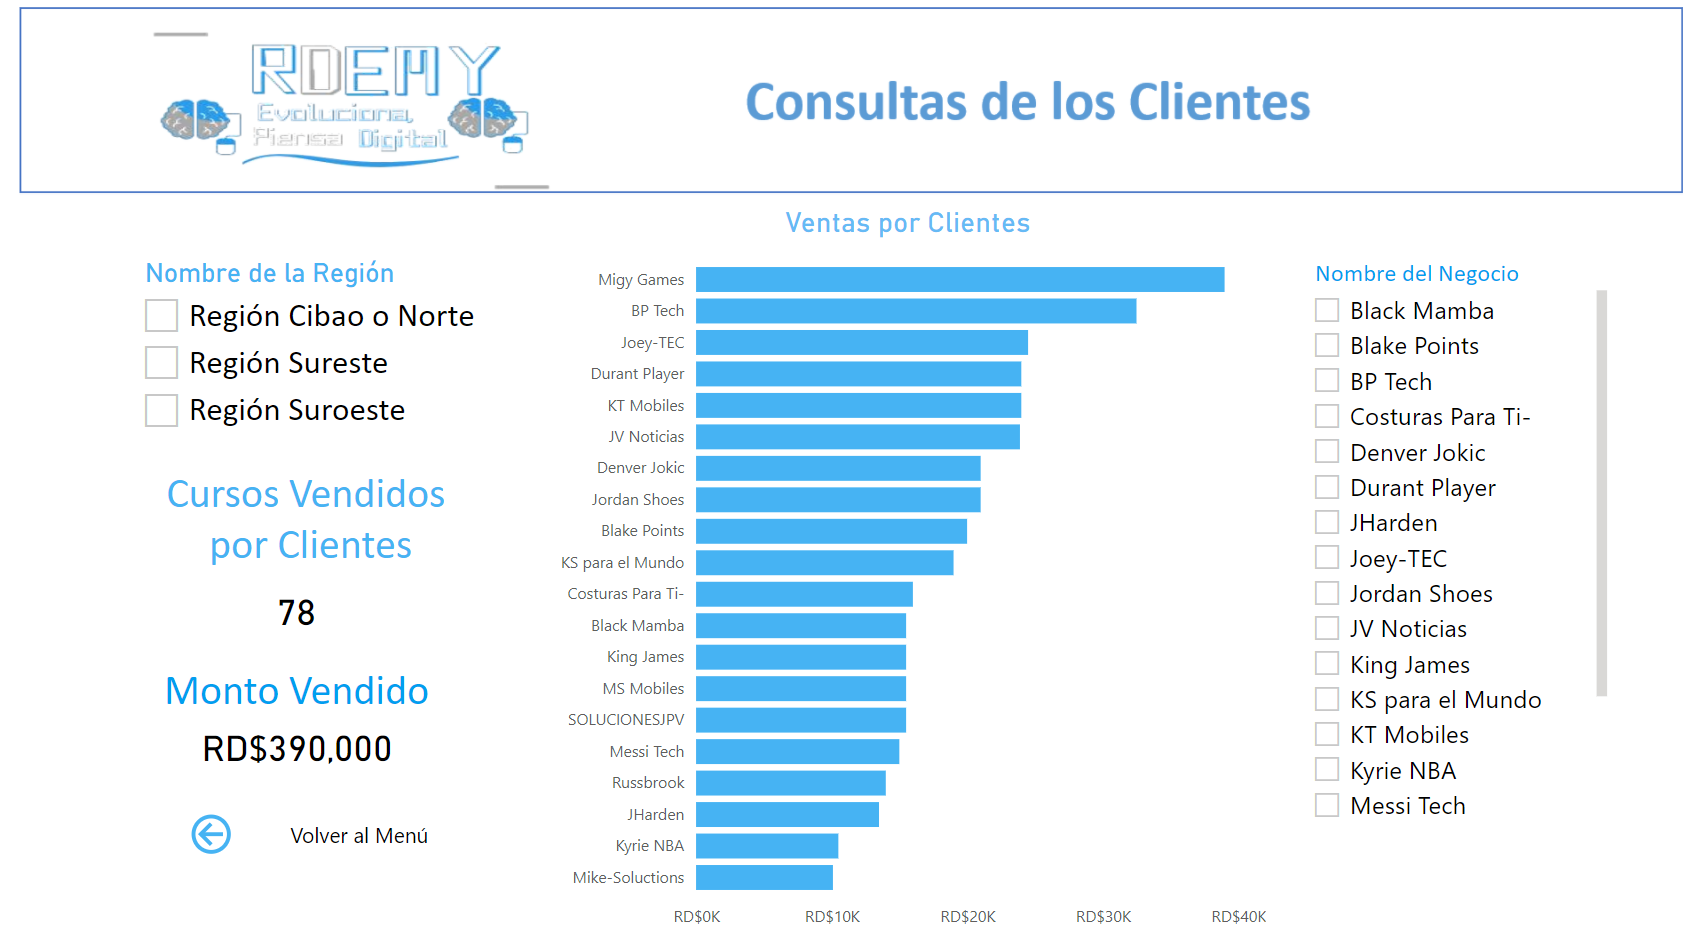 RDEMY
Evoluciona,
Piensa Digital
Consultas de los Clientes
Nombre de la Región
Región Cibao o Norte
Región Sureste
Región Suroeste
Cursos Vendidos
por Clientes
78
Monto Vendido
RD$390,000
Volver al Menú
Ventas por Clientes
Migy Games
BP Tech
Joey-TEC
Durant Player
KT Mobiles
JV Noticias
Denver Jokic
Jordan Shoes
Blake Points
KS para el Mundo
Costuras Para Ti-
Black Mamba
King James
MS Mobiles
SOLUCIONESJPV
Messi Tech
Russbrook
JHarden
Kyrie NBA
Mike-Soluctions
RD$0K RD$10K RD$20K RD$30K RD$40K
Nombre del Negocio
Black Mamba
Blake Points
BP Tech
Costuras Para Ti-
Denver Jokic
Durant Player
JHarden
Joey-TEC
Jordan Shoes
JV Noticias
King James
KS para el Mundo
KT Mobiles
Kyrie NBA
Messi Tech